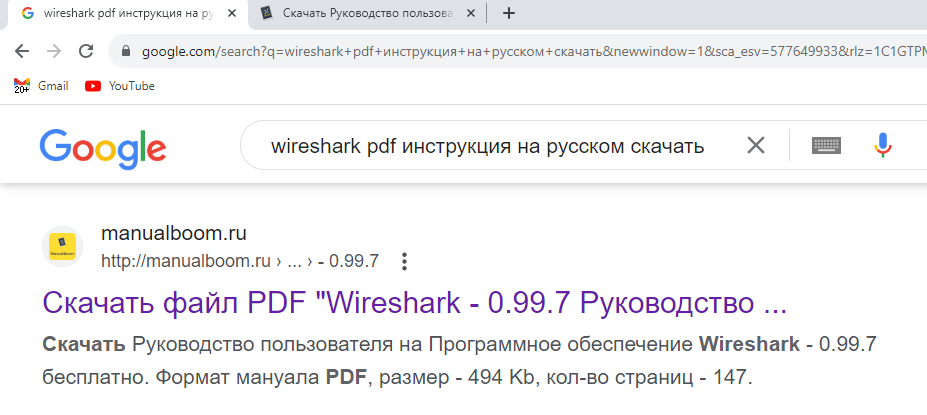 wireshark pdf инструкция на ру
Скачать Руководство пользова
google.com/search?q=wireshark+pdf+инструкция+на+русском+скачать&newwindow=1&sca_esv=577649933&rlz=1C1GTPM
20+
Gmail
YouTube
Google
wireshark pdf инструкция на русском скачать
ManualBoom
manualboom.ru
http://manualboom.ru › ... › - 0.99.7
Скачать файл PDF "Wireshark - 0.99.7 Руководство ...
Скачать Руководство пользователя на Программное обеспечение Wireshark - 0.99.7
бесплатно. Формат мануала PDF, размер - 494 Kb, кол-во страниц - 147.